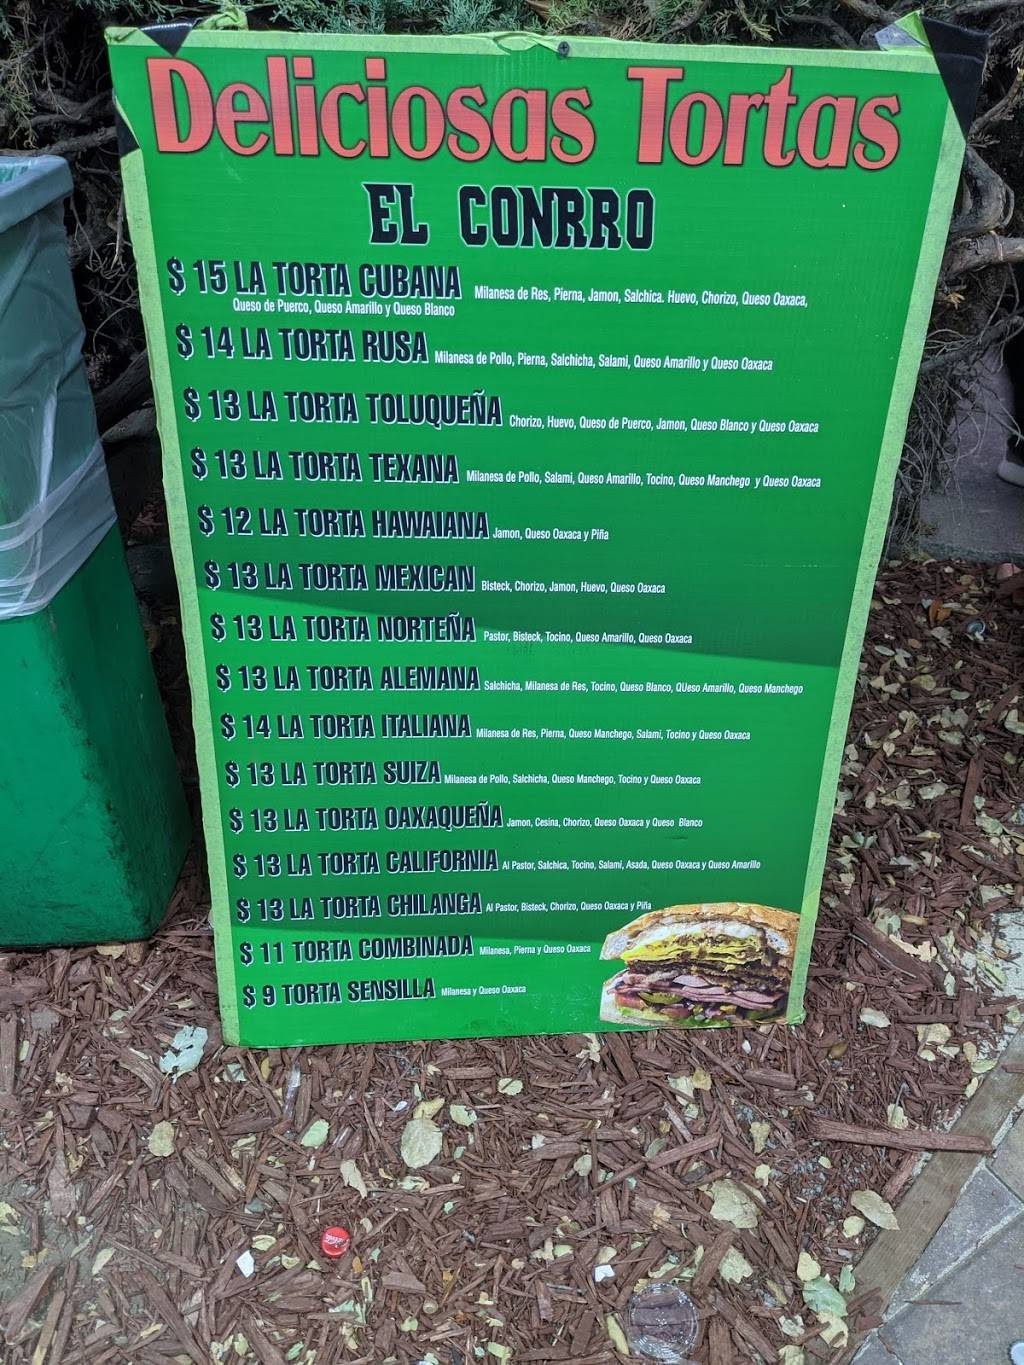 Deliciosas Tortas
EL CONRRO
$ 15 LA TORTA CUBANA Milanesa de Res, Pierna, Jamon, Salchica. Huevo, Chorizo, Queso Oaxaca,
Queso de Puerco, Queso Amarillo y Queso Blanco
$ 14 LA TORTA RUSA Milanesa de Pollo, Pierna, Salchicha, Salami, Queso Amarillo y Queso Oaxaca
$ 13 LA TORTA TOLUQUEÑA Chorizo, Huevo, Queso de Puerco, Jamon, Queso Blanco y Queso Oaxaca
$ 13 LA TORTA TEXANA Milanesa de Pollo, Salami, Queso Amarillo, Tocino, Queso Manchego y Queso Oaxaca
$ 12 LA TORTA HAWAIANA Jamon, Queso Oaxaca y Piña
$ 13 LA TORTA MEXICAN Bisteck, Chorizo, Jamon, Huevo, Queso Oaxaca
$ 13 LA TORTA NORTEÑA Pastor, Bisteck, Tocino, Queso Amarillo, Queso Oaxaca
$ 13 LA TORTA ALEMANA Salchicha, Milanesa de Res, Tocino, Queso Blanco, QUeso Amarillo, Queso Manchego
$ 14 LA TORTA ITALIANA Milanesa de Res, Pierna, Queso Manchego, Salami, Tocino y Queso Oaxaca
$ 13 LA TORTA SUIZA Milanesa de Pollo, Salchicha, Queso Manchego, Tocino y Queso Oaxaca
$ 13 LA TORTA OAXAQUEÑA Jamon, Cesina, Chorizo, Queso Oaxaca y Queso Blanco
$ 13 LA TORTA CALIFORNIA Al Pastor, Salchica, Tocino, Salami, Asada, Queso Oaxaca y Queso Amarillo
$ 13 LA TORTA CHILANGA Al Pastor, Bisteck, Chorizo, Queso Oaxaca y Piña
$ 11 TORTA COMBINADA Milanesa, Pierna y Queso Oaxaca
$ 9 TORTA SENSILLA Milanesa y Queso Oaxaca